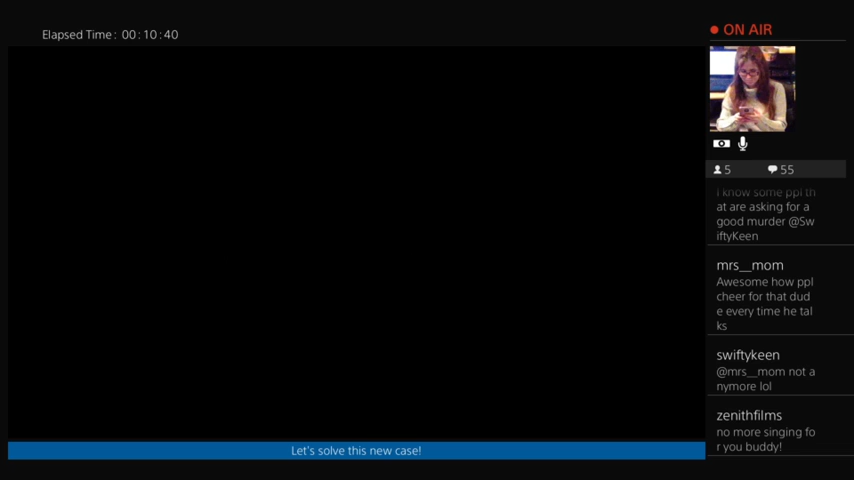 Elapsed Time: 00:10:40
ON AIR
5 55
I know some ppl th
at are asking for a
good murder @Sw
iftyKeen
mrs__mom
Awesome how ppl
cheer for that dud
e every time he tal
ks
swiftykeen
@mrs__mom not a
nymore lol
zenithfilms
no more singing fo
r you buddy!
Let's solve this new case!